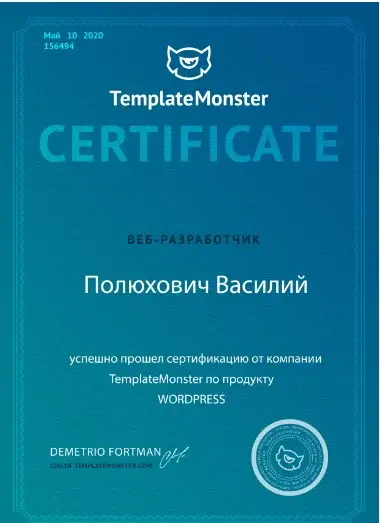 Май 10 2020
156494
TemplateMonster
CERTIFICATE
ВЕБ-РАЗРАБОТЧИК
Полюхович Василий
успешно прошел сертификацию от компании
TemplateMonster по продукту
WORDPRESS
DEMETRIO FORTMAN